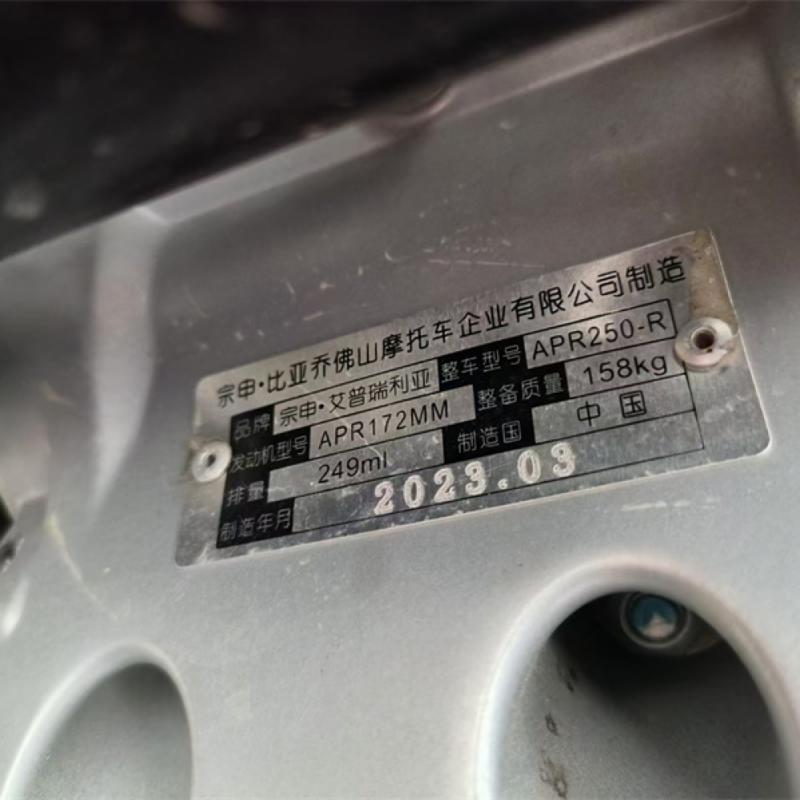 宗申·比亚乔佛山摩托车企业有限公司制造
品牌 宗申·艾普瑞利亚 整车型号 APR250-R
发动机型号 APR172MM 整备质量 158kg
排量 249ml 制造国 中国
制造年月 2023.03